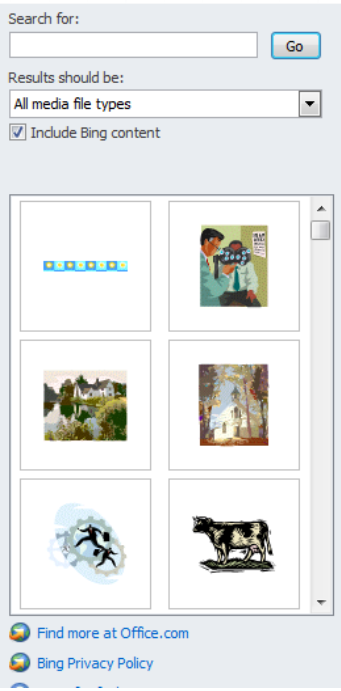 Search for:
Go
Results should be:
All media file types
Include Bing content
Find more at Office.com
Bing Privacy Policy